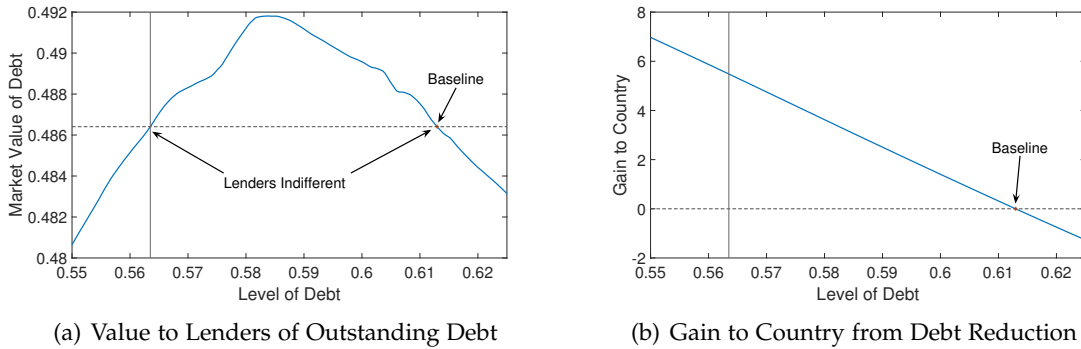 0.492
0.49
0.488
0.486
0.484
0.482
0.48
Market Value of Debt
Baseline
Lenders Indifferent
0.55 0.56 0.57 0.58 0.59 0.6 0.61 0.62
Level of Debt
(a) Value to Lenders of Outstanding Debt
8
6
4
2
0
-2
Gain to Country
Baseline
0.55 0.56 0.57 0.58 0.59 0.6 0.61 0.62
Level of Debt
(b) Gain to Country from Debt Reduction